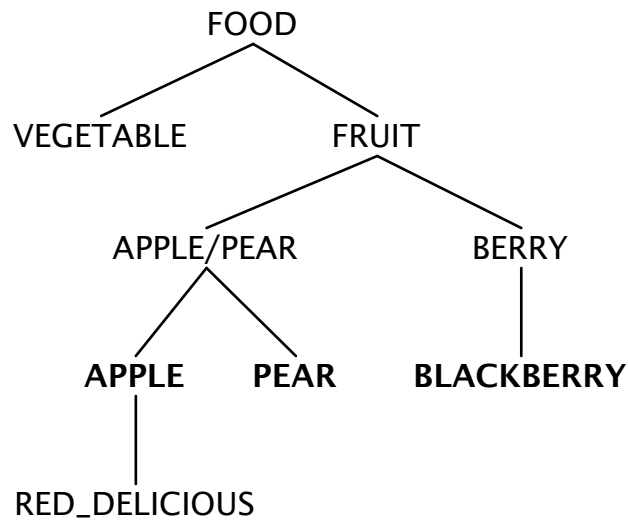 FOOD
VEGETABLE FRUIT
APPLE/PEAR BERRY
APPLE PEAR BLACKBERRY
RED_DELICIOUS